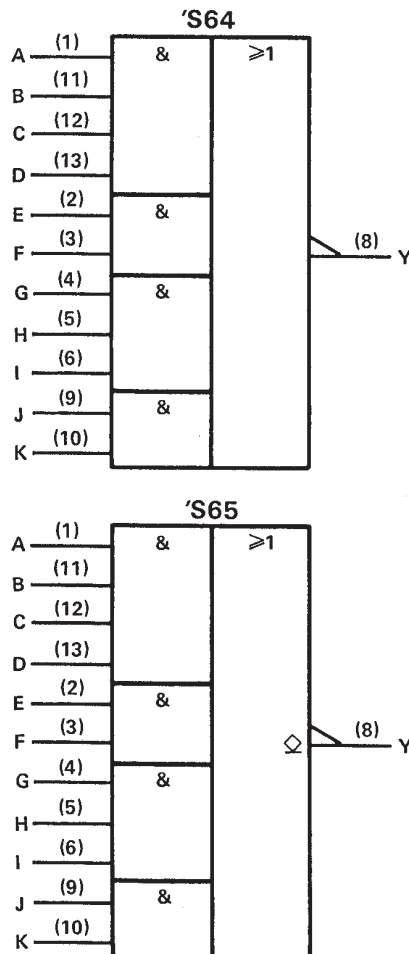 'S64
A (1) & ≥1
B (11)
C (12)
D (13)
E (2) &
F (3)
(8) Y
G (4) &
H (5)
I (6)
J (9) &
K (10)
'S65
A (1) & ≥1
B (11)
C (12)
D (13)
E (2) &
F (3)
(8) Y
G (4) &
H (5)
I (6)
J (9) &
K (10)